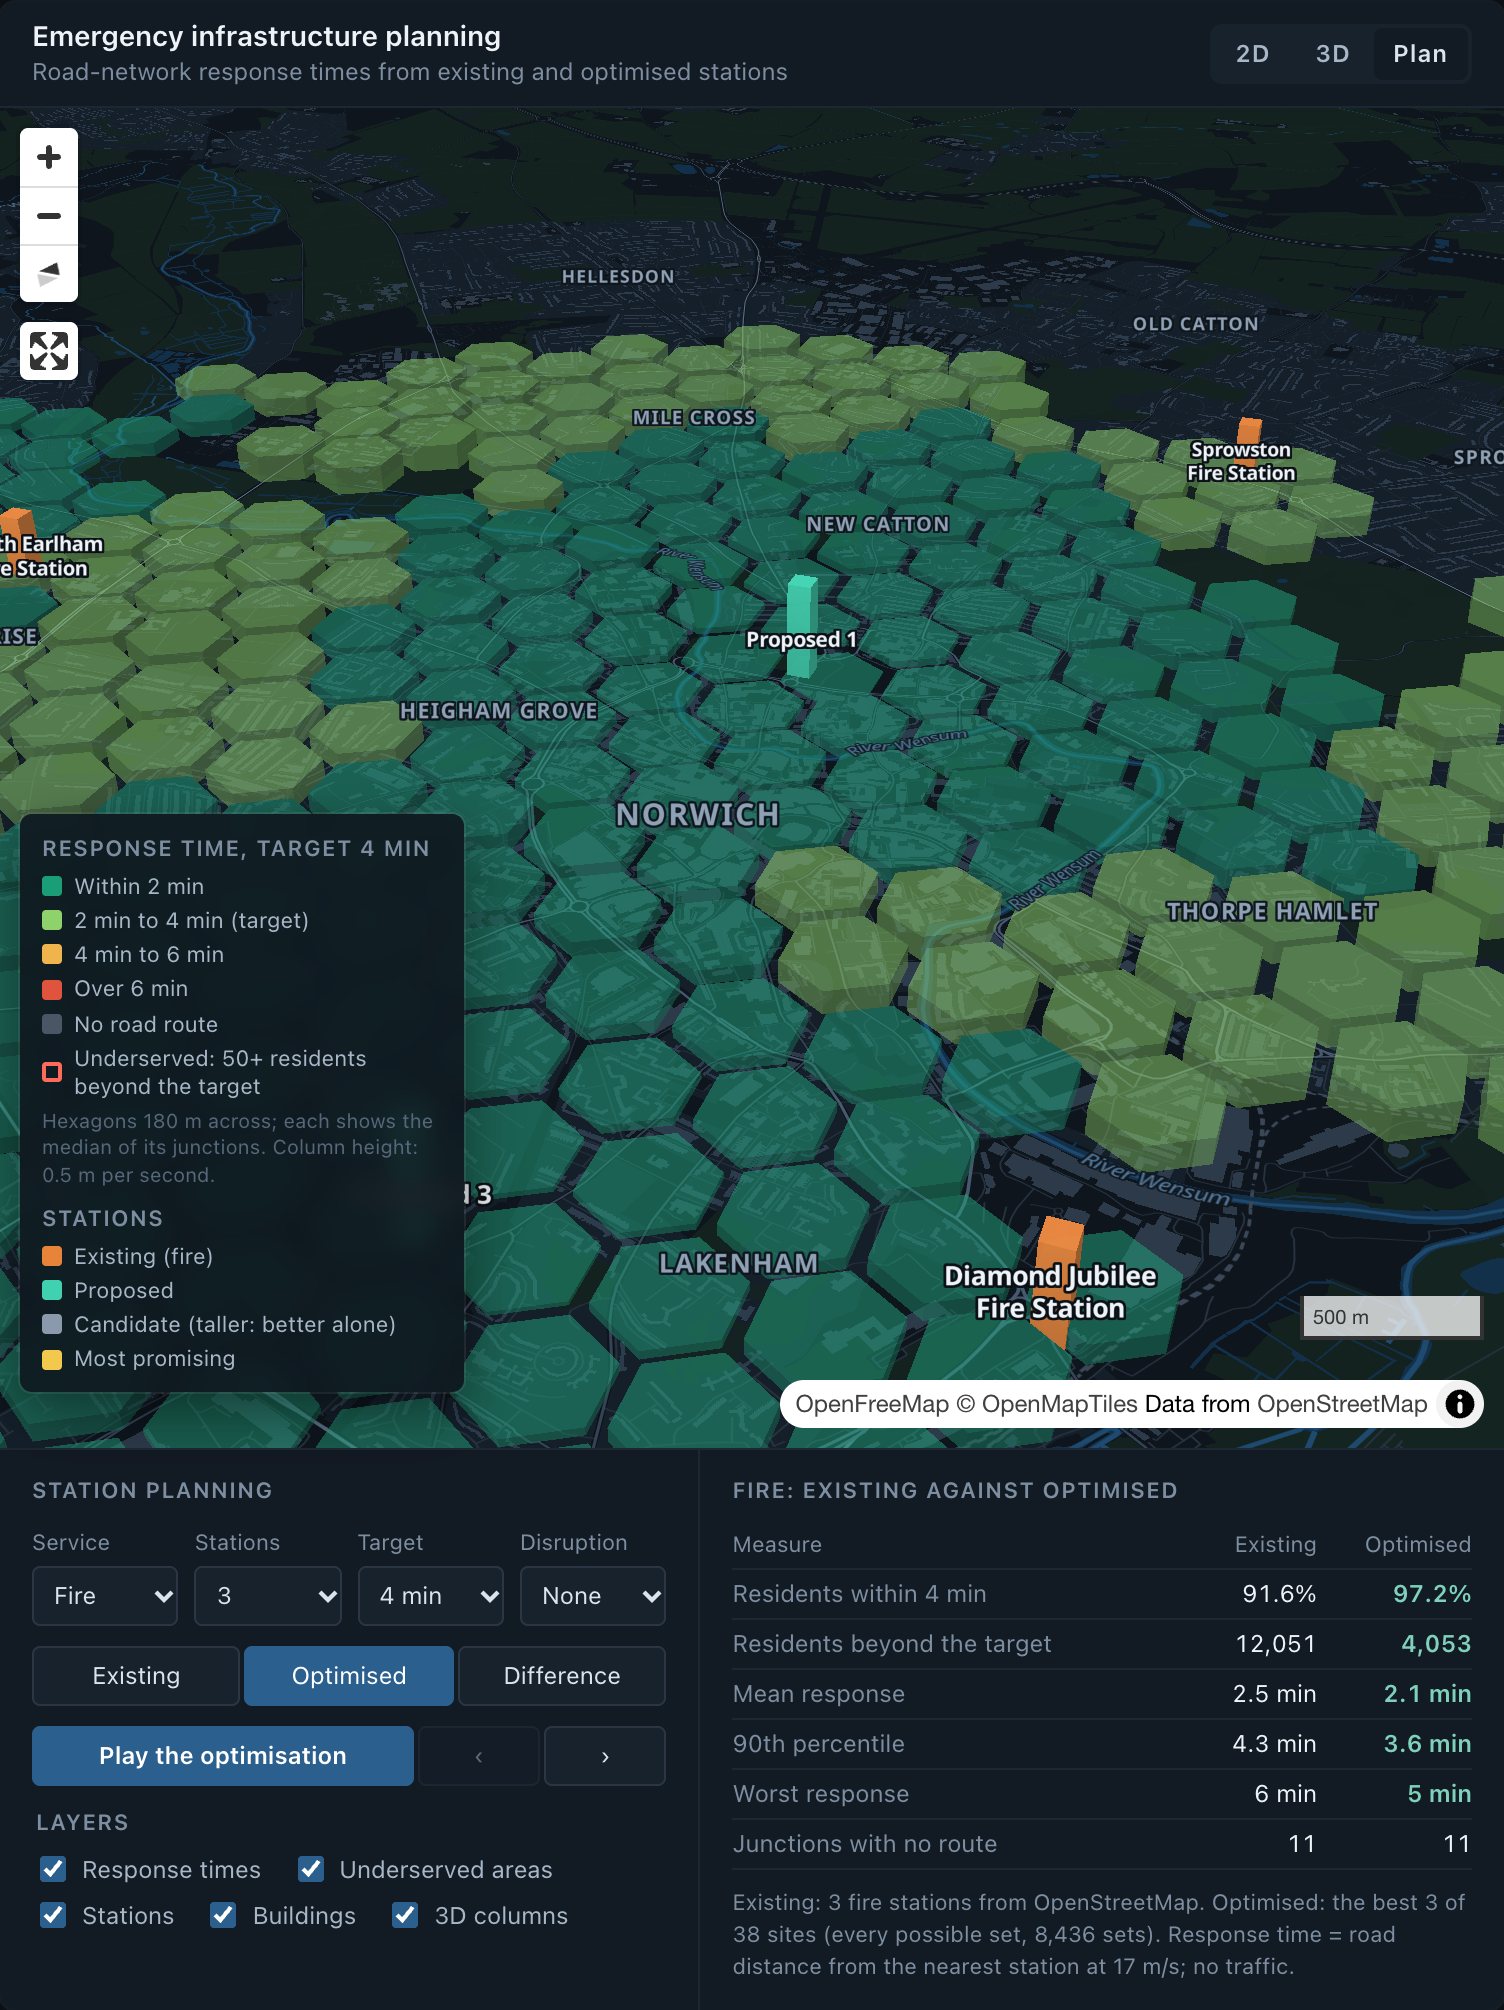 Emergency infrastructure planning
Road-network response times from existing and optimised stations
2D 3D Plan
HELLESDON
OLD CATTON
MILE CROSS
Sprowston
Fire Station
SPRO
NEW CATTON
th Earlham
e Station
River Wensum
ISE
Proposed 1
HEIGHAM GROVE
River Wensum
NORWICH
River Wensum
THORPE HAMLET
RESPONSE TIME, TARGET 4 MIN
Within 2 min
2 min to 4 min (target)
4 min to 6 min
Over 6 min
No road route
Underserved: 50+ residents
beyond the target
Hexagons 180 m across; each shows the
median of its junctions. Column height:
0.5 m per second.
STATIONS
Existing (fire)
Proposed
Candidate (taller: better alone)
Most promising
d 3
River Wensum
LAKENHAM
Diamond Jubilee
Fire Station
500 m
OpenFreeMap © OpenMapTiles Data from OpenStreetMap
STATION PLANNING
Service Stations Target Disruption
Fire 3 4 min None
Existing Optimised Difference
Play the optimisation ‹ ›
LAYERS
Response times Underserved areas
Stations Buildings 3D columns
FIRE: EXISTING AGAINST OPTIMISED
Measure Existing Optimised
Residents within 4 min 91.6% 97.2%
Residents beyond the target 12,051 4,053
Mean response 2.5 min 2.1 min
90th percentile 4.3 min 3.6 min
Worst response 6 min 5 min
Junctions with no route 11 11
Existing: 3 fire stations from OpenStreetMap. Optimised: the best 3 of
38 sites (every possible set, 8,436 sets). Response time = road
distance from the nearest station at 17 m/s; no traffic.